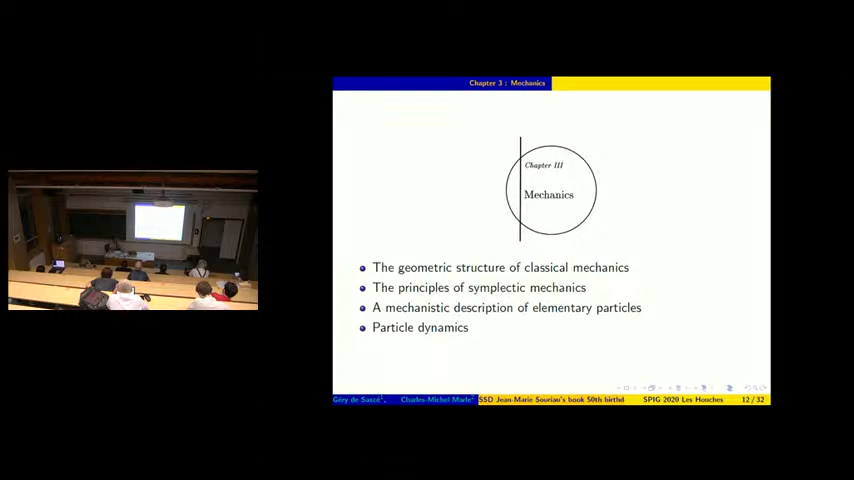 Chapter 3 : Mechanics
Chapter III
Mechanics
The geometric structure of classical mechanics
The principles of symplectic mechanics
A mechanistic description of elementary particles
Particle dynamics
Géry de Saxcé1, Charles-Michel Marle2 SSD Jean-Marie Souriau's book 50th birthd SPIG 2020 Les Houches 12 / 32